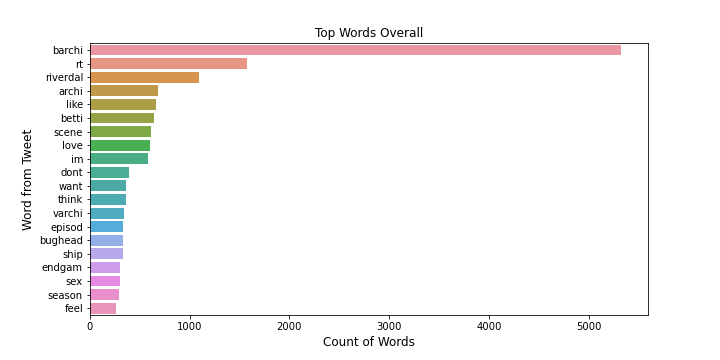 Top Words Overall
barchi
rt
riverdal
archi
like
betti
scene
love
im
dont
want
think
varchi
episod
bughead
ship
endgam
sex
season
feel
Word from Tweet
0 1000 2000 3000 4000 5000
Count of Words